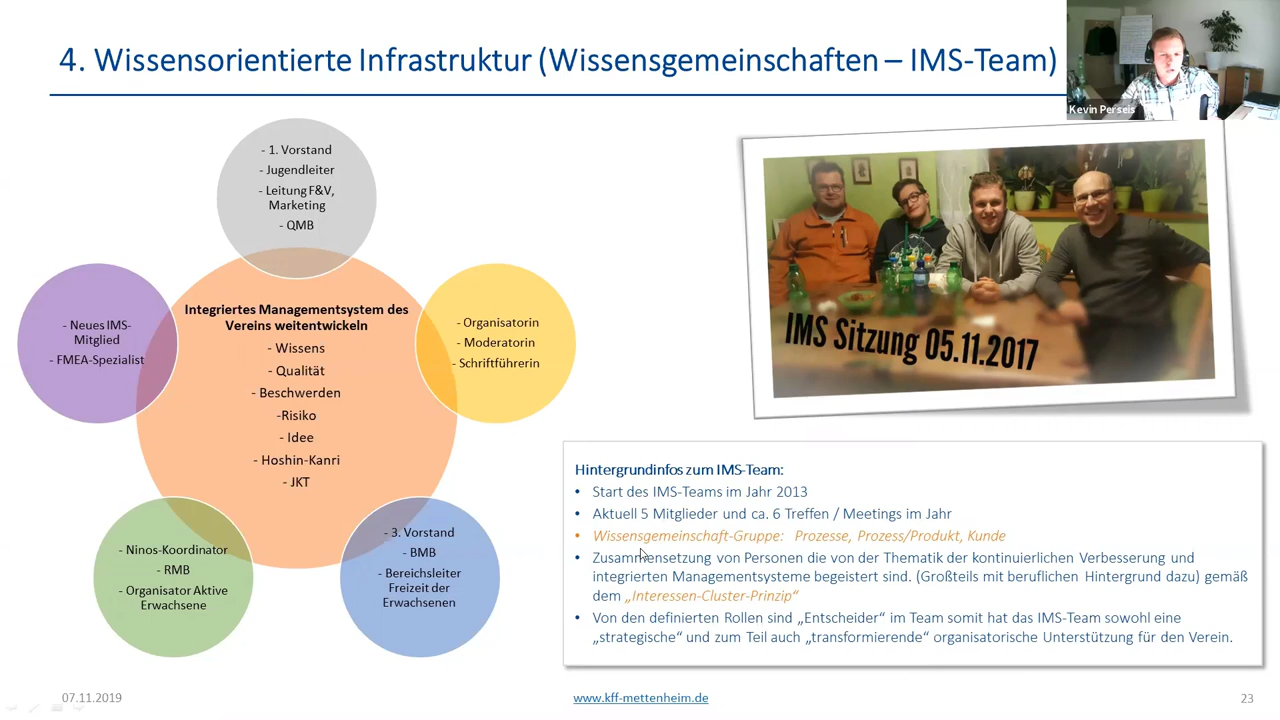 4. Wissensorientierte Infrastruktur (Wissensgemeinschaften – IMS-Team)
Kevin Perseis
- 1. Vorstand
- Jugendleiter
- Leitung F&V,
Marketing
- QMB
- Neues IMS-
Mitglied
- FMEA-Spezialist
Integriertes Managementsystem des
Vereins weitentwickeln
- Wissens
- Qualität
- Beschwerden
-Risiko
- Idee
- Hoshin-Kanri
- JKT
- Organisatorin
- Moderatorin
- Schriftführerin
- Ninos-Koordinator
- RMB
- Organisator Aktive
Erwachsene
- 3. Vorstand
- BMB
- Bereichsleiter
Freizeit der
Erwachsenen
IMS Sitzung 05.11.2017
Hintergrundinfos zum IMS-Team:
• Start des IMS-Teams im Jahr 2013
• Aktuell 5 Mitglieder und ca. 6 Treffen / Meetings im Jahr
• Wissensgemeinschaft-Gruppe: Prozesse, Prozess/Produkt, Kunde
• Zusammensetzung von Personen die von der Thematik der kontinuierlichen Verbesserung und
integrierten Managementsysteme begeistert sind. (Großteils mit beruflichen Hintergrund dazu) gemäß
dem „Interessen-Cluster-Prinzip“
• Von den definierten Rollen sind „Entscheider“ im Team somit hat das IMS-Team sowohl eine
„strategische“ und zum Teil auch „transformierende“ organisatorische Unterstützung für den Verein.
07.11.2019
www.kff-mettenheim.de
23